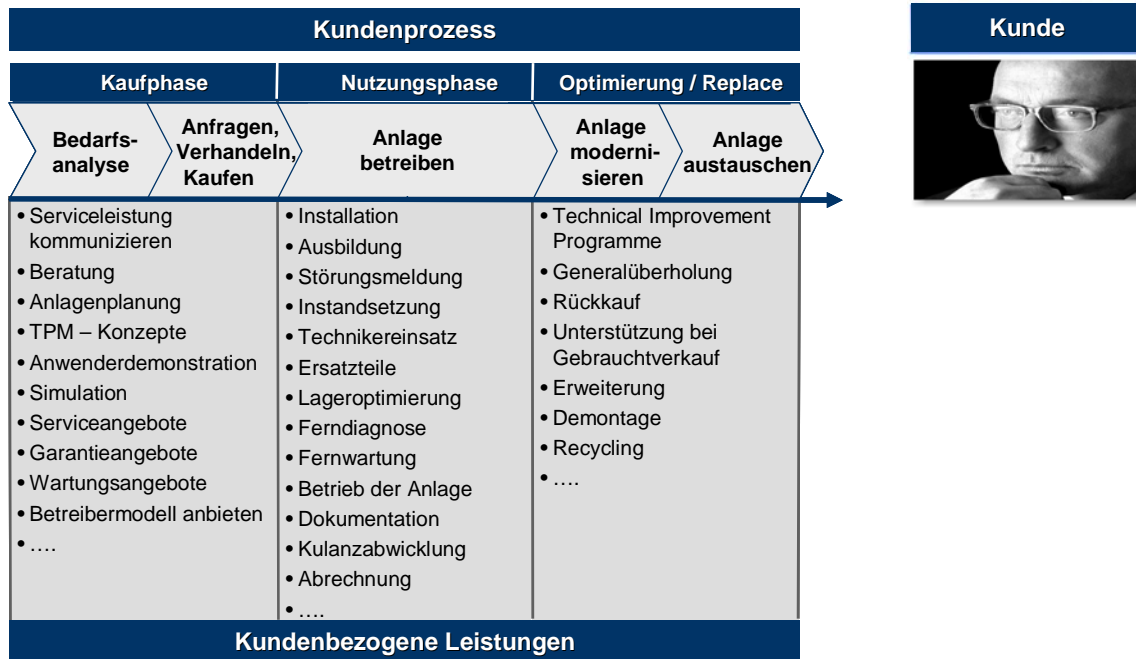 Kundenprozess
Kunde
Kaufphase
Nutzungsphase
Optimierung / Replace
Bedarfs-
analyse
Anfragen,
Verhandeln,
Kaufen
Anlage
betreiben
Anlage
moderni-
sieren
Anlage
austauschen
• Serviceleistung
kommunizieren
• Beratung
• Anlagenplanung
• TPM – Konzepte
• Anwenderdemonstration
• Simulation
• Serviceangebote
• Garantieangebote
• Wartungsangebote
• Betreibermodell anbieten
• ....
• Installation
• Ausbildung
• Störungsmeldung
• Instandsetzung
• Technikereinsatz
• Ersatzteile
• Lageroptimierung
• Ferndiagnose
• Fernwartung
• Betrieb der Anlage
• Dokumentation
• Kulanzabwicklung
• Abrechnung
• ....
• Technical Improvement
Programme
• Generalüberholung
• Rückkauf
• Unterstützung bei
Gebrauchtverkauf
• Erweiterung
• Demontage
• Recycling
• ....
Kundenbezogene Leistungen